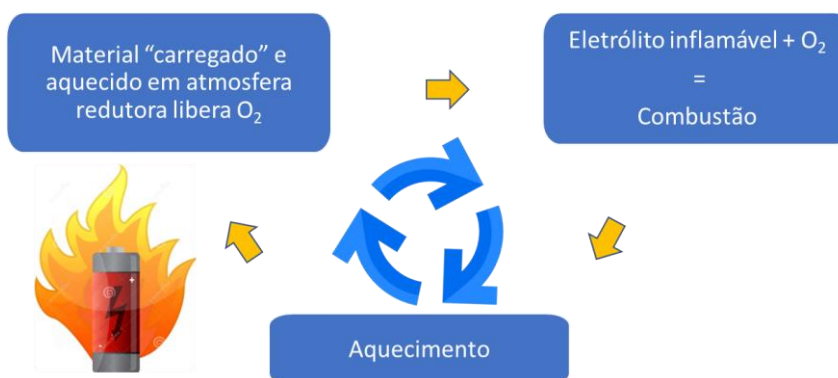 Material “carregado” e
aquecido em atmosfera
redutora libera O₂
Eletrólito inflamável + O₂
=
Combustão
Aquecimento
+
-